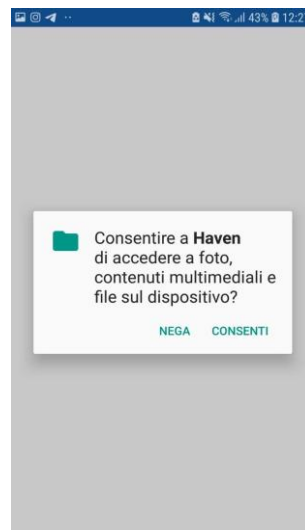 43% 12:2
Consentire a Haven
di accedere a foto,
contenuti multimediali e
file sul dispositivo?
NEGA CONSENTI